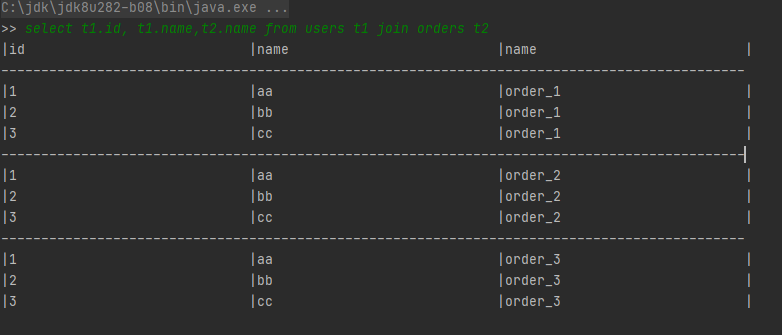 C:\jdk\jdk8u282-b08\bin\java.exe ...
>> select t1.id, t1.name,t2.name from users t1 join orders t2
|id |name |name |
---------------------------------------------------------------------------------------------
|1 |aa |order_1 |
|2 |bb |order_1 |
|3 |cc |order_1 |
---------------------------------------------------------------------------------------------
|1 |aa |order_2 |
|2 |bb |order_2 |
|3 |cc |order_2 |
---------------------------------------------------------------------------------------------
|1 |aa |order_3 |
|2 |bb |order_3 |
|3 |cc |order_3 |